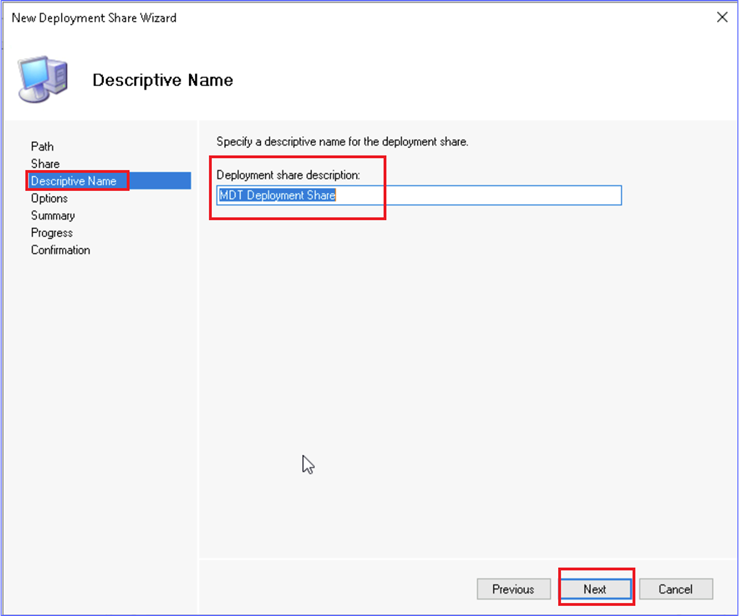 New Deployment Share Wizard
Descriptive Name
Path
Share
Descriptive Name
Options
Summary
Progress
Confirmation
Specify a descriptive name for the deployment share.
Deployment share description:
MDT Deployment Share
Previous
Next
Cancel